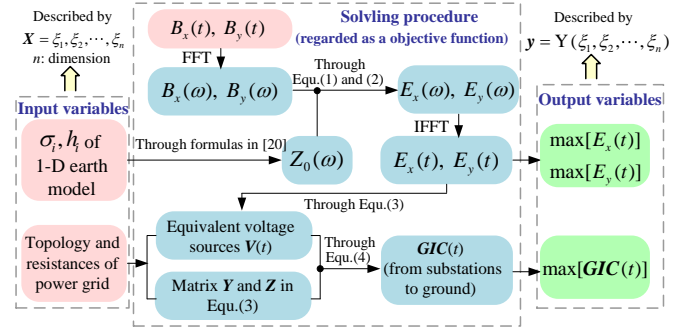 Described by
X = ξ1, ξ2, ⋯, ξn
n: dimension
Input variables
σi, hi of
1-D earth
model
Topology and
resistances of
power grid
Solvling procedure
(regarded as a objective function)
Bx(t), By(t)
FFT
Bx(ω), By(ω)
Through
Equ.(1) and (2)
Ex(ω), Ey(ω)
IFFT
Through formulas in [20]
Z0(ω)
Ex(t), Ey(t)
Through Equ.(3)
Equivalent voltage
sources V(t)
Matrix Y and Z in
Equ.(3)
Through
Equ.(4)
GIC(t)
(from substations
to ground)
Described by
y = Y(ξ1, ξ2, ⋯, ξn)
Output variables
max[Ex(t)]
max[Ey(t)]
max[GIC(t)]